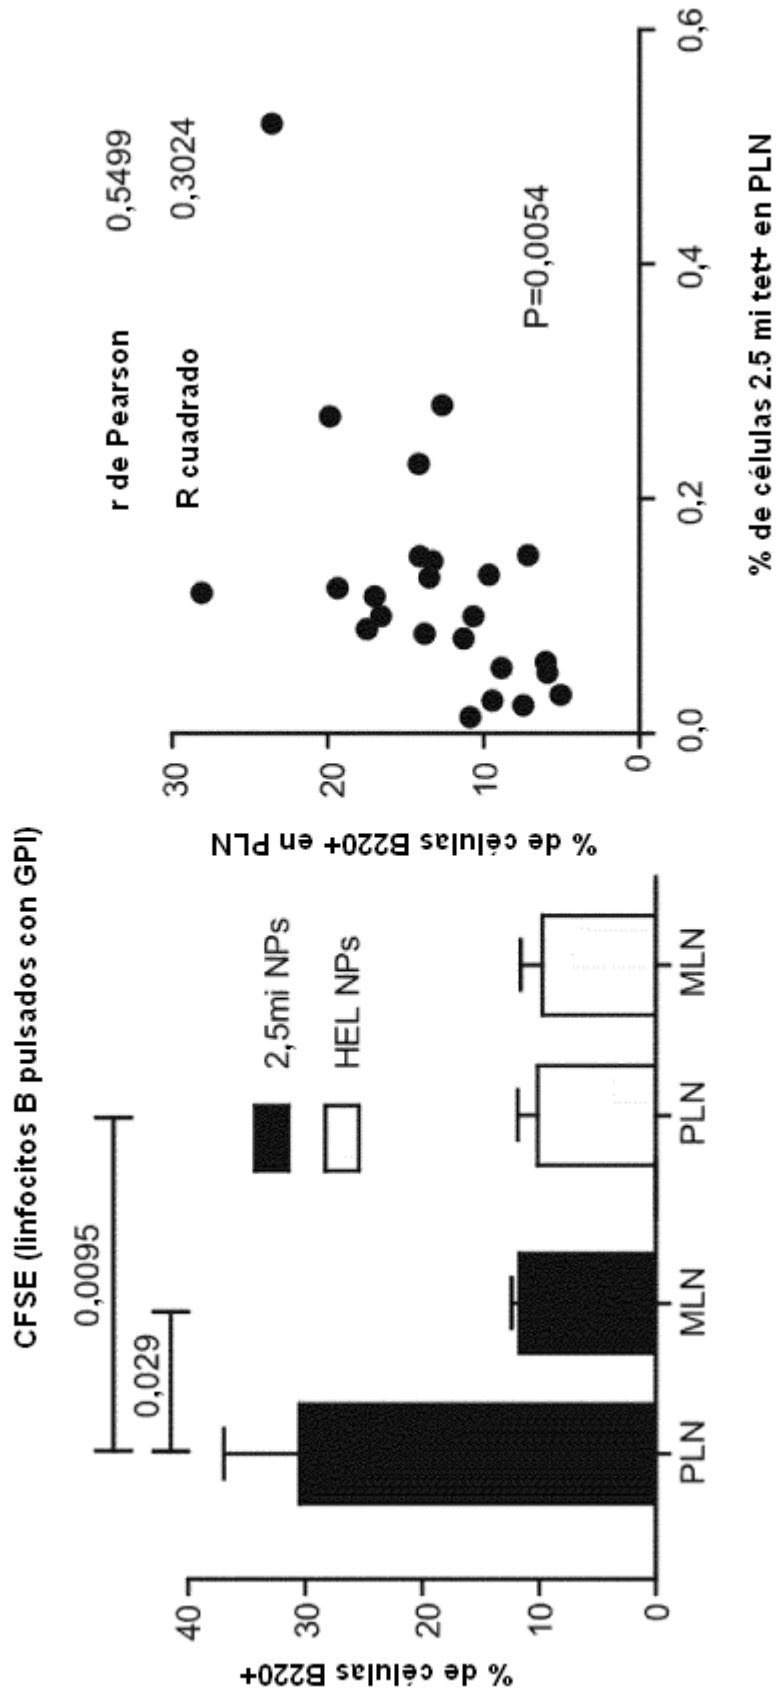 CFSE (linfocitos B pulsados con GPI)
% de células B220+
40
30
20
10
0
0,0095
0,029
2,5mi NPs
HEL NPs
PLN
MLN
PLN
MLN
% de células B220+ en PLN
30
20
10
0
r de Pearson 0,5499
R cuadrado 0,3024
P=0,0054
0,0
0,2
0,4
0,6
% de células 2.5 mi tet+ en PLN